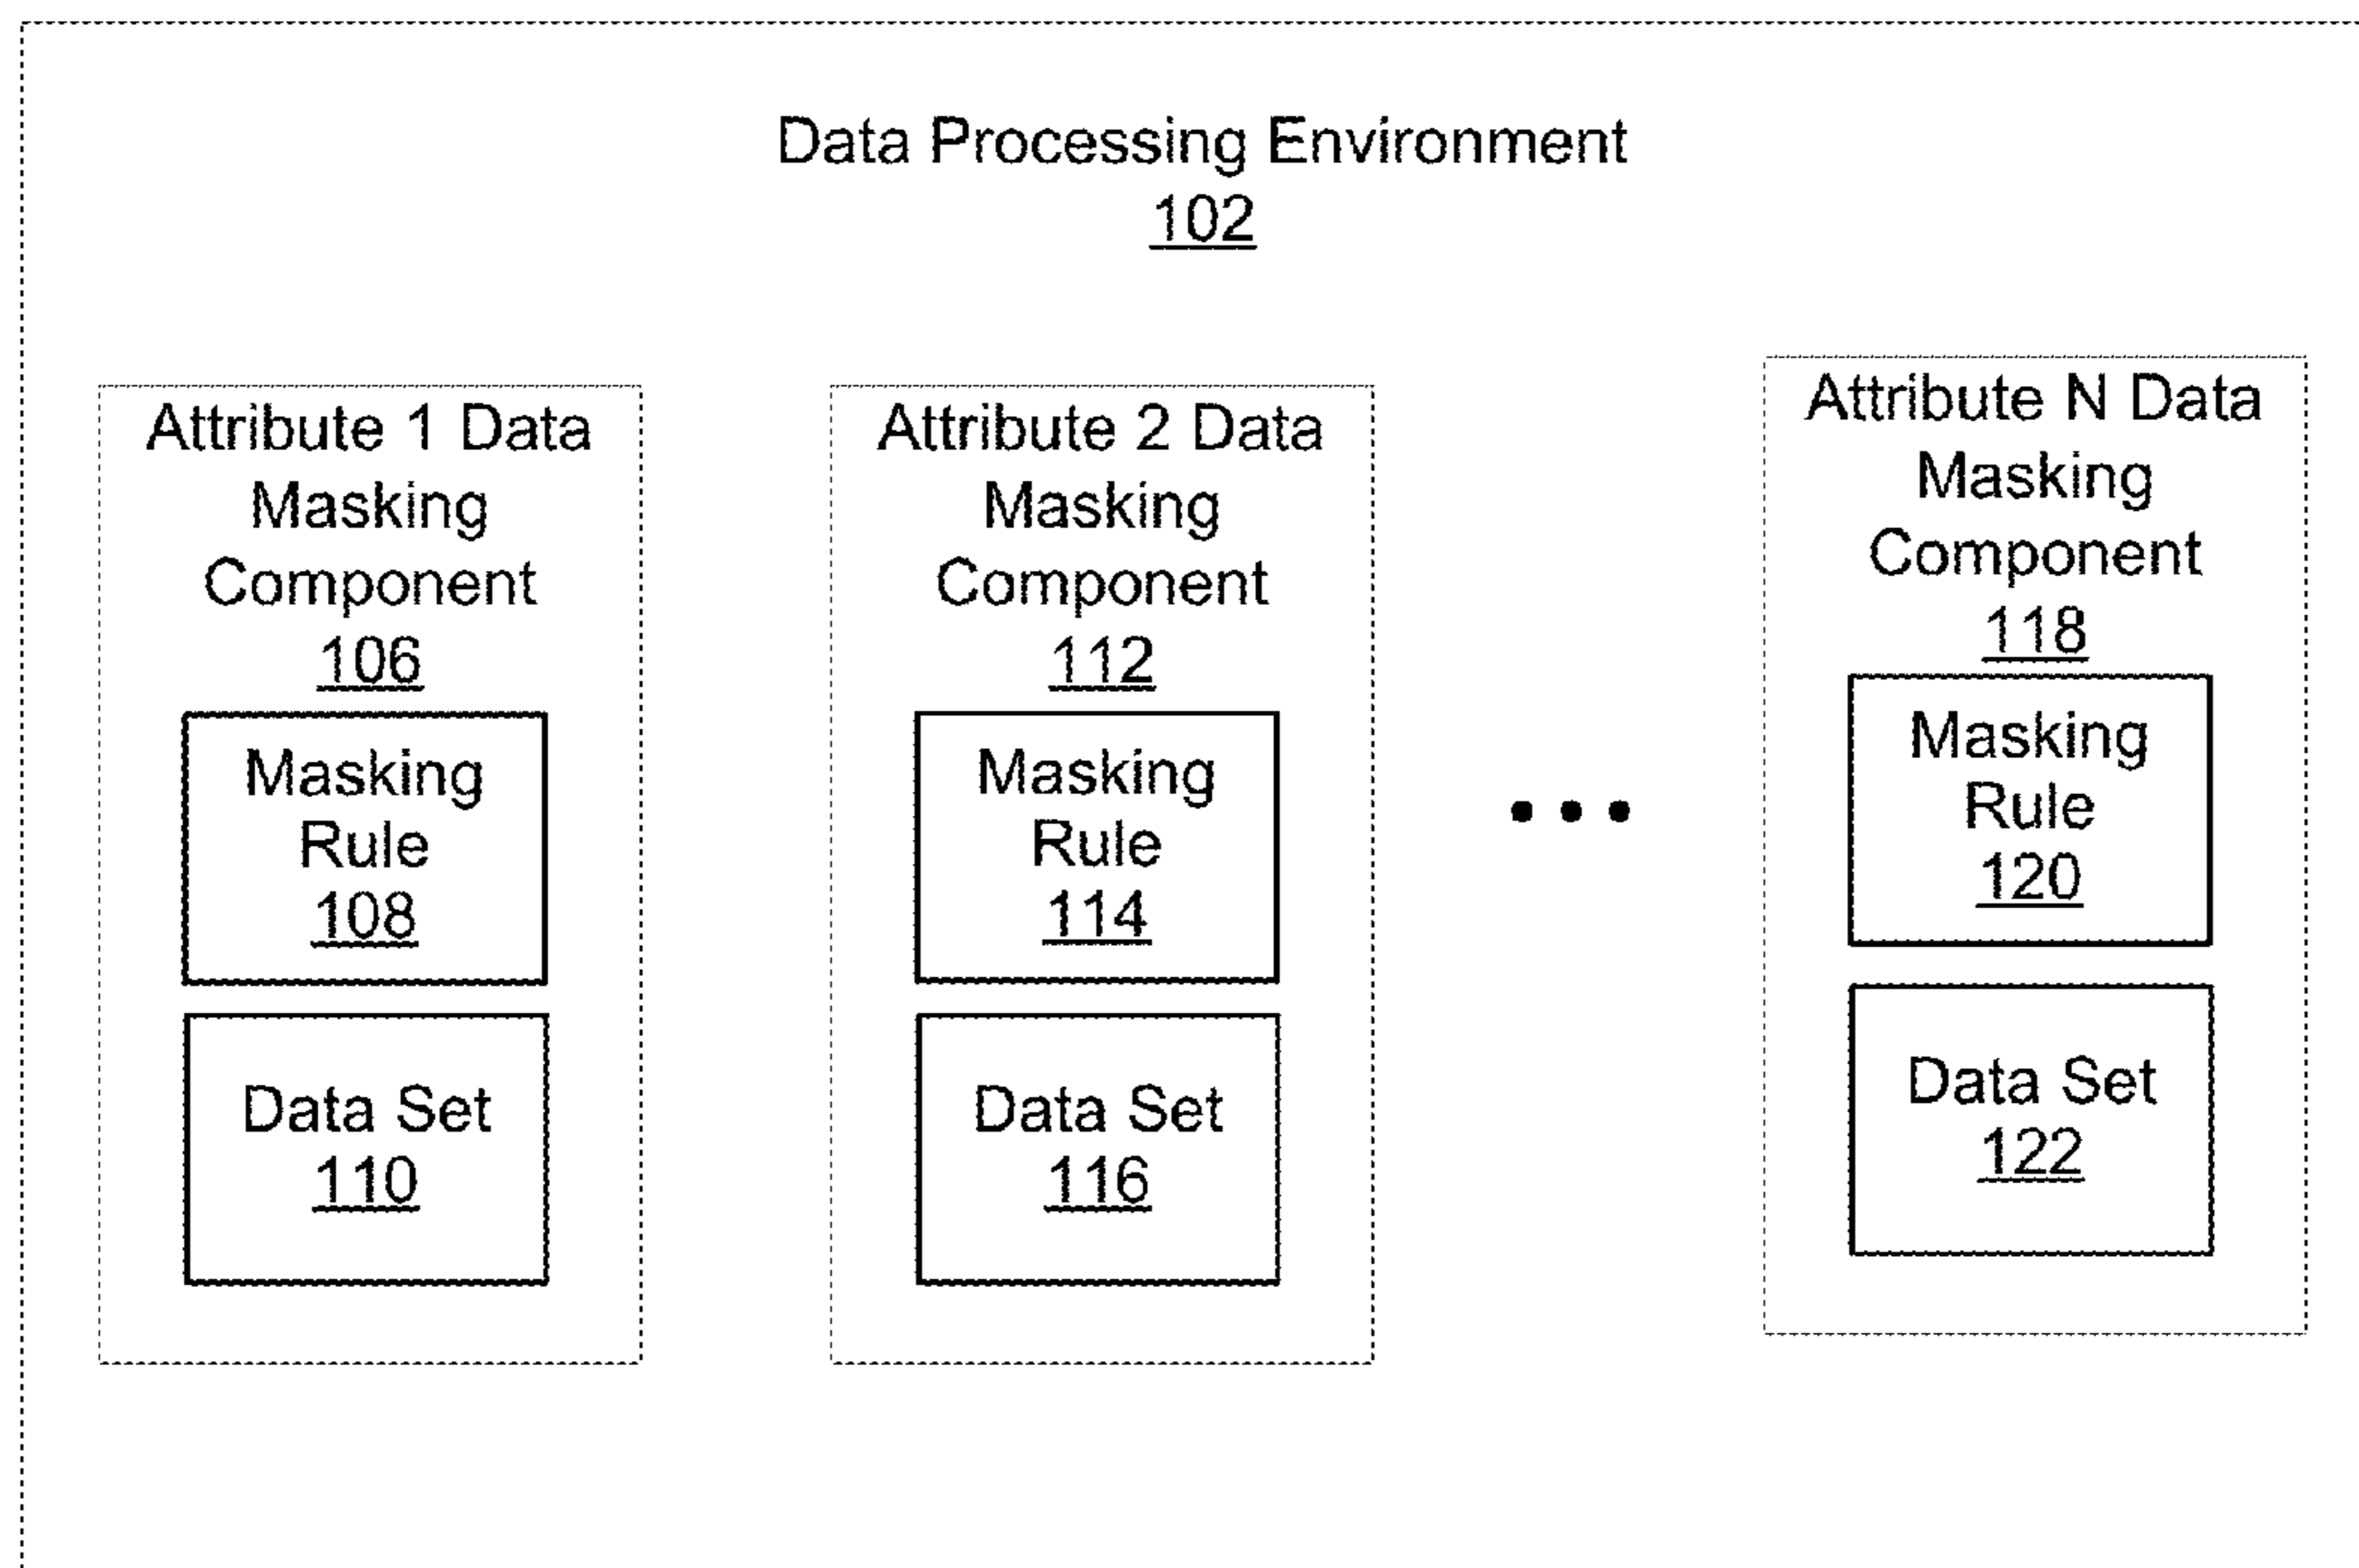 Data Processing Environment
102
Attribute 1 Data
Masking
Component
106
Masking
Rule
108
Data Set
110
Attribute 2 Data
Masking
Component
112
Masking
Rule
114
Data Set
116
• • •
Attribute N Data
Masking
Component
118
Masking
Rule
120
Data Set
122